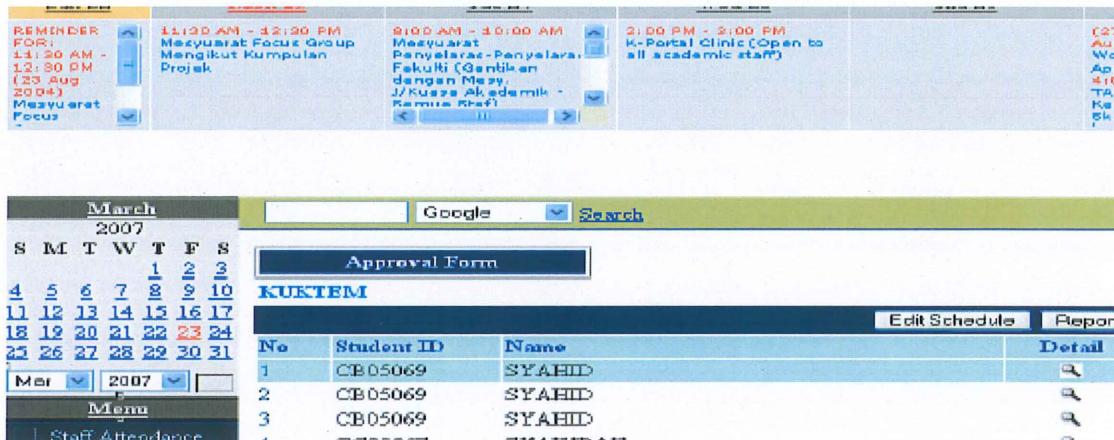 REMINDER
FOR:
11:30 AM -
12:30 PM
(23 Aug
2004)
Mesyuarat
Focus
11:30 AM - 12:30 PM
Mesyuarat Focus Group
Mengikut Kumpulan
Projek
9:00 AM - 10:00 AM
Mesyuarat
Penyelaras-Penyelaras
Fakulti (Gantikan
dengan Mesy.
J/Kuasa Akademik -
Semua Staf)
2:00 PM - 3:00 PM
K-Portal Clinic (Open to
all academic staff)
March
2007
S M T W T F S
1 2 3
4 5 6 7 8 9 10
11 12 13 14 15 16 17
18 19 20 21 22 23 24
25 26 27 28 29 30 31
Mar 2007
Menu
Staff Attendance
Google Search
Approval Form
KUKTEM
Edit Schedule Repor
No Student ID Name Detail
1 CB05069 SYAHID
2 CB05069 SYAHID
3 CB05069 SYAHID